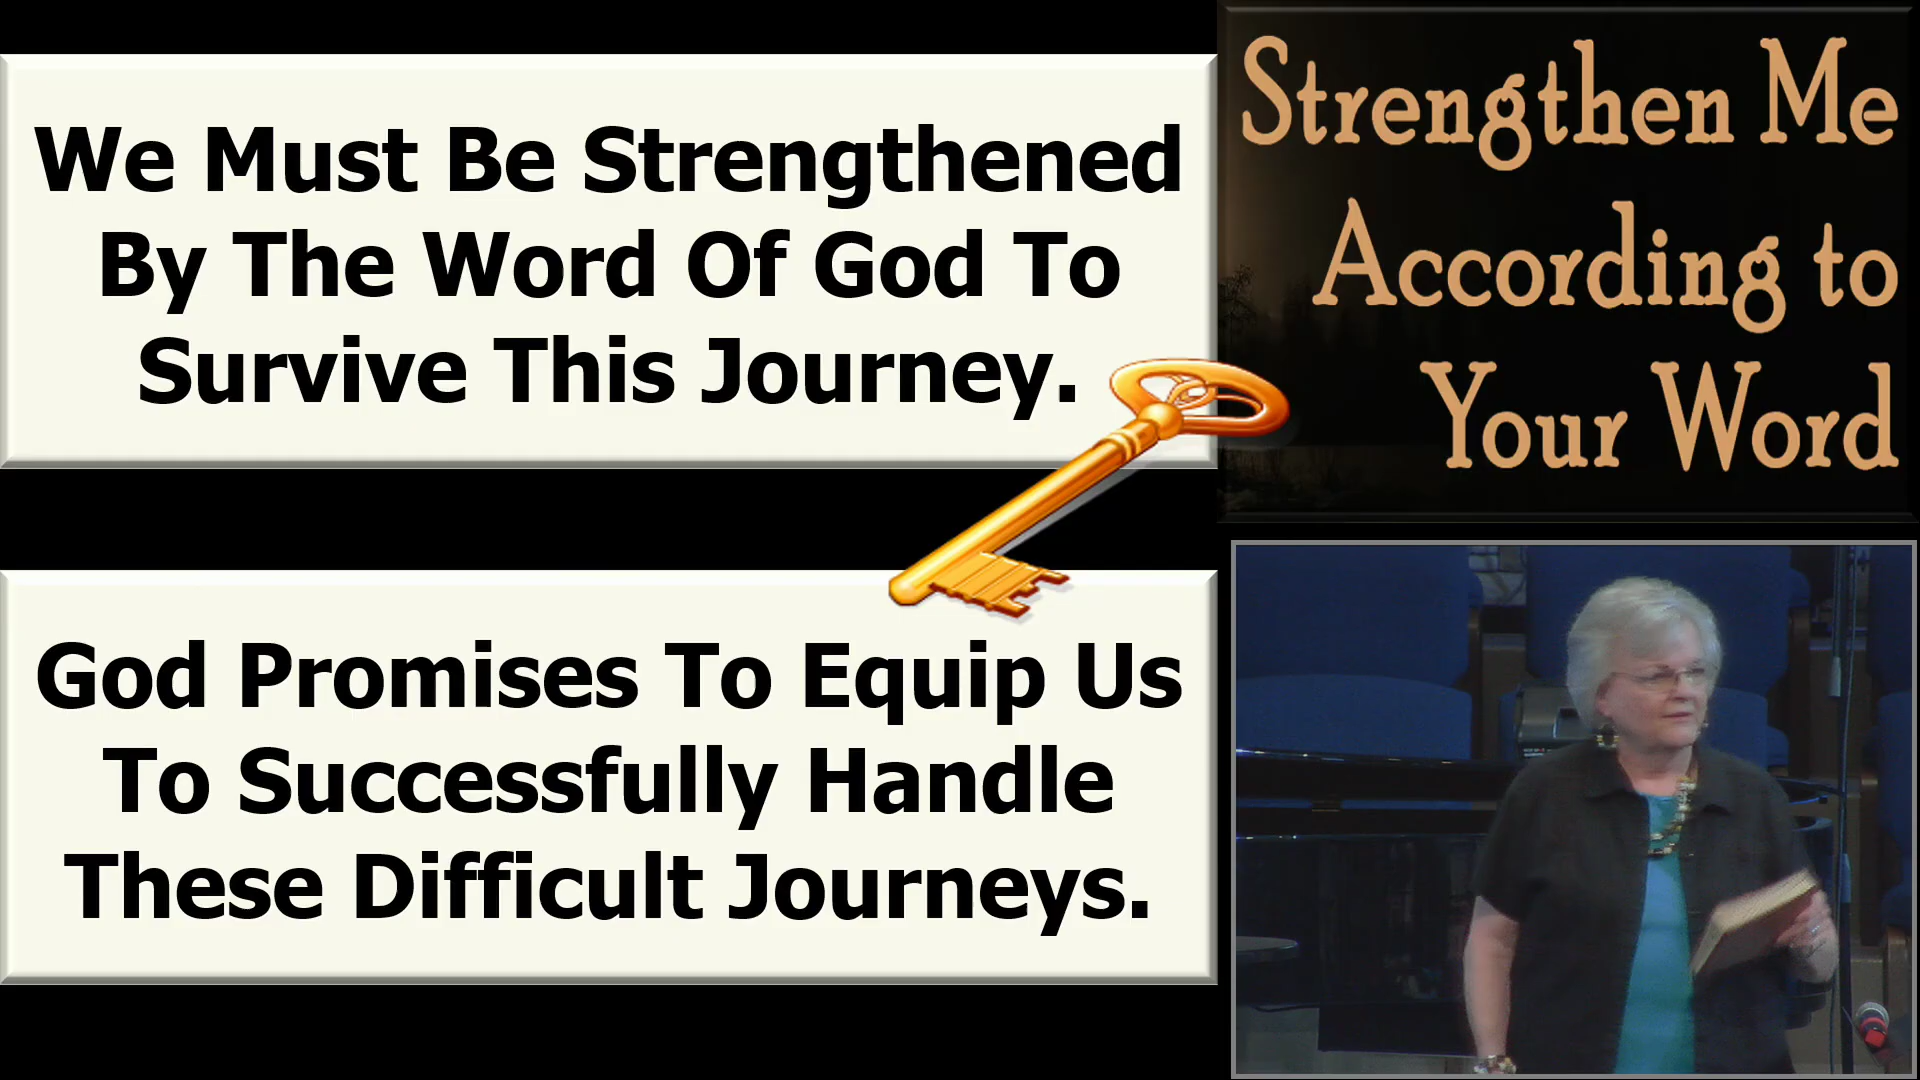 We Must Be Strengthened
By The Word Of God To
Survive This Journey.
God Promises To Equip Us
To Successfully Handle
These Difficult Journeys.
Strengthen Me
According to
Your Word